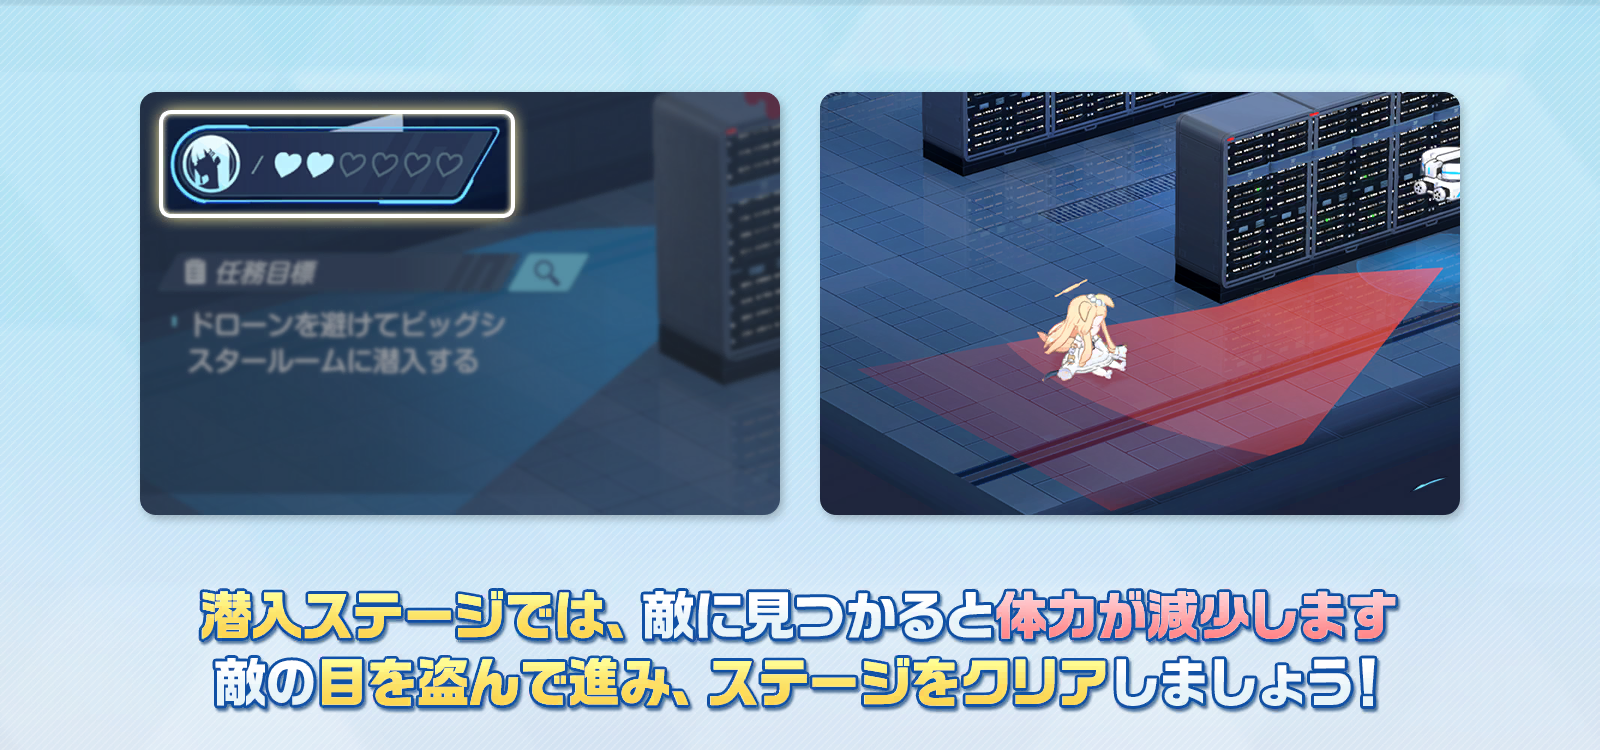 任務目標
ドローンを避けてビッグシ
スタールームに潜入する
潜入ステージでは、敵に見つかると体力が減少します
敵の目を盗んで進み、ステージをクリアしましょう!